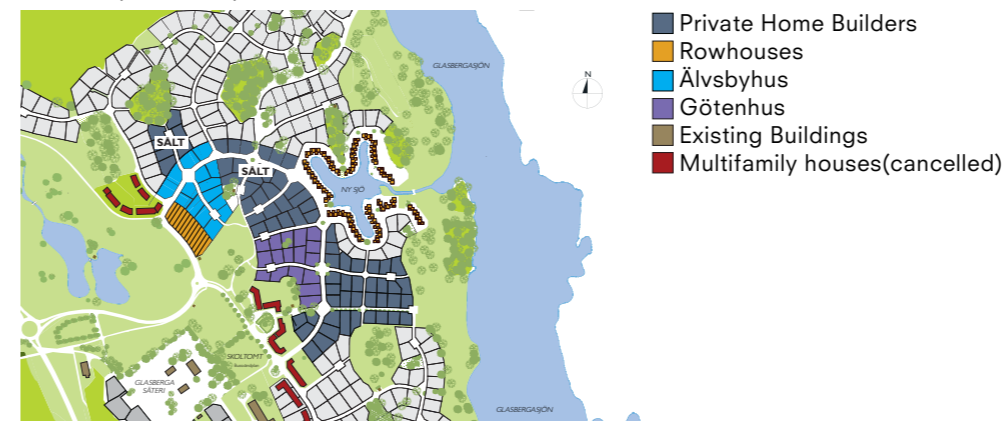 GLASBERGASJÖN
N
SÅLT
SÅLT
NY SJÖ
SKOLTOMT
GLASBERGA
SÄTERI
GLASBERGASJÖN
Private Home Builders
Rowhouses
Älvsbyhus
Götenhus
Existing Buildings
Multifamily houses(cancelled)